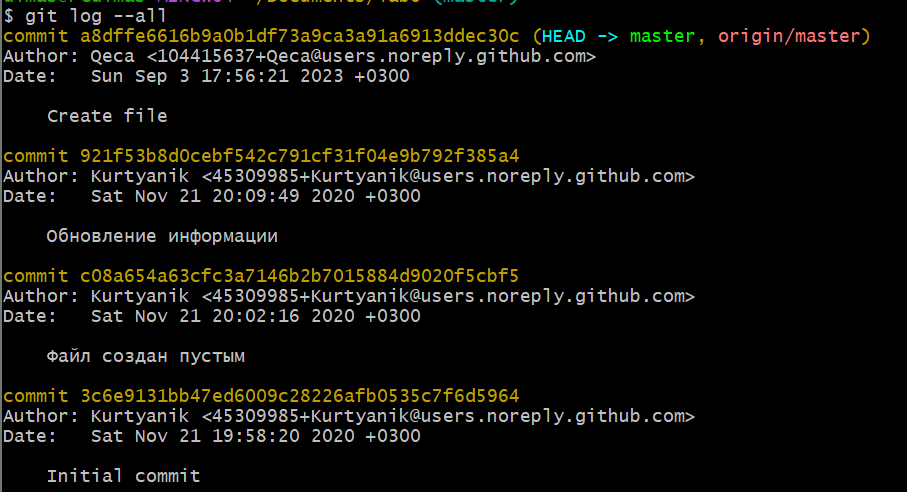 $ git log --all
commit a8dffe6616b9a0b1df73a9ca3a91a6913ddec30c (HEAD -> master, origin/master)
Author: Qeca <104415637+Qeca@users.noreply.github.com>
Date:   Sun Sep 3 17:56:21 2023 +0300
Create file
commit 921f53b8d0cebf542c791cf31f04e9b792f385a4
Author: Kurtyanik <45309985+Kurtyanik@users.noreply.github.com>
Date:   Sat Nov 21 20:09:49 2020 +0300
Обновление информации
commit c08a654a63cfc3a7146b2b7015884d9020f5cbf5
Author: Kurtyanik <45309985+Kurtyanik@users.noreply.github.com>
Date:   Sat Nov 21 20:02:16 2020 +0300
Файл создан пустым
commit 3c6e9131bb47ed6009c28226afb0535c7f6d5964
Author: Kurtyanik <45309985+Kurtyanik@users.noreply.github.com>
Date:   Sat Nov 21 19:58:20 2020 +0300
Initial commit